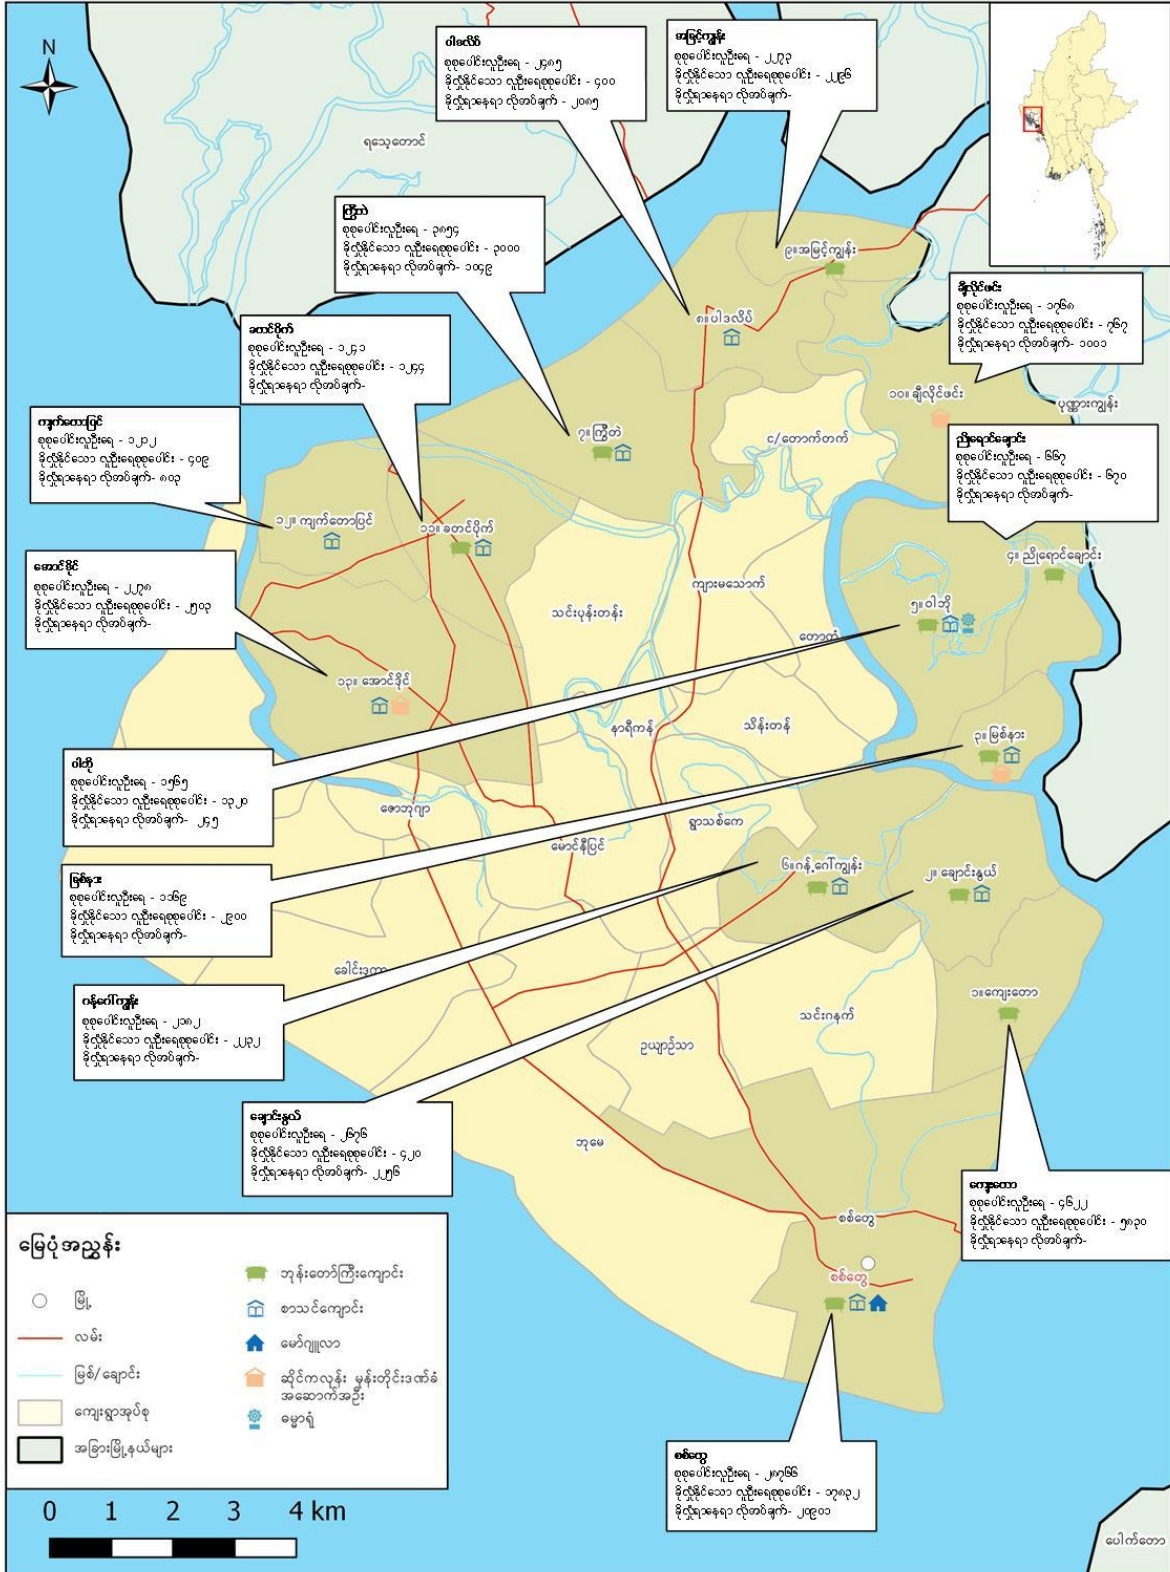 N
ပါဒလိပ်
စုစုပေါင်းလူဦးရေ - ၂၄၈၅
ခိုလှုံနိုင်သော လူဦးရေစုစုပေါင်း - ၄၀၀
ခိုလှုံရာနေရာ လိုအပ်ချက် - ၂၀၈၅
အမြင့်ကျွန်း
စုစုပေါင်းလူဦးရေ - ၂၂၇၃
ခိုလှုံနိုင်သော လူဦးရေစုစုပေါင်း - ၂၂၉၆
ခိုလှုံရာနေရာ လိုအပ်ချက်-
ရသေ့တောင်
ကြွီတဲ
စုစုပေါင်းလူဦးရေ - ၃၈၅၄
ခိုလှုံနိုင်သော လူဦးရေစုစုပေါင်း - ၃၀၀၀
ခိုလှုံရာနေရာ လိုအပ်ချက်- ၁၀၄၉
၉။အမြင့်ကျွန်း
ချီလိုင်ဖင်း
စုစုပေါင်းလူဦးရေ - ၁၇၆၈
ခိုလှုံနိုင်သော လူဦးရေစုစုပေါင်း - ၇၆၇
ခိုလှုံရာနေရာ လိုအပ်ချက်- ၁၀၀၁
၈။ပါဒလိပ်
ခတင်ပိုက်
စုစုပေါင်းလူဦးရေ - ၁၂၄၁
ခိုလှုံနိုင်သော လူဦးရေစုစုပေါင်း - ၁၂၄၄
ခိုလှုံရာနေရာ လိုအပ်ချက်-
၁၀။ချီလိုင်ဖင်း
ပုဏ္ဏားကျွန်း
ကျက်တောပြင်
စုစုပေါင်းလူဦးရေ - ၁၂၁၂
ခိုလှုံနိုင်သော လူဦးရေစုစုပေါင်း - ၄၀၉
ခိုလှုံရာနေရာ လိုအပ်ချက်- ၈၀၃
၇။ကြွီတဲ
င/တောက်တက်
ညိုရောင်ချောင်း
စုစုပေါင်းလူဦးရေ - ၆၆၇
ခိုလှုံနိုင်သော လူဦးရေစုစုပေါင်း - ၆၇၀
ခိုလှုံရာနေရာ လိုအပ်ချက်-
၁၂။ ကျက်တောပြင်
၁၁။ခတင်ပိုက်
၄။ ညိုရောင်ချောင်း
အောင်ဒိုင်
စုစုပေါင်းလူဦးရေ - ၂၂၇၈
ခိုလှုံနိုင်သော လူဦးရေစုစုပေါင်း - ၂၅၀၃
ခိုလှုံရာနေရာ လိုအပ်ချက်-
ကျားမသောက်
သင်းပုန်းတန်း
၅။ဝါဘို
၁၃။ အောင်ဒိုင်
နာရီကန်
သိန်းတန်
၃။မြစ်နား
ဝါဘို
စုစုပေါင်းလူဦးရေ - ၁၅၆၅
ခိုလှုံနိုင်သော လူဦးရေစုစုပေါင်း - ၁၃၂၀
ခိုလှုံရာနေရာ လိုအပ်ချက်- ၂၄၅
ဇောဘုဂျာ
ရွာသစ်ကေ
မောင်နီပြင်
၆။ဂန့်ဂေါ်ကျွန်း
၂။ ချောင်းနွယ်
မြစ်နား
စုစုပေါင်းလူဦးရေ - ၁၁၆၉
ခိုလှုံနိုင်သော လူဦးရေစုစုပေါင်း - ၂၉၀၀
ခိုလှုံရာနေရာ လိုအပ်ချက်-
၁။ကျေးတော
ဂန့်ဂေါ်ကျွန်း
စုစုပေါင်းလူဦးရေ - ၂၁၈၂
ခိုလှုံနိုင်သော လူဦးရေစုစုပေါင်း - ၂၂၃၂
ခိုလှုံရာနေရာ လိုအပ်ချက်-
သင်းဂနက်
ဥယျာဉ်သာ
ချောင်းနွယ်
စုစုပေါင်းလူဦးရေ - ၂၆၇၆
ခိုလှုံနိုင်သော လူဦးရေစုစုပေါင်း - ၄၂၀
ခိုလှုံရာနေရာ လိုအပ်ချက်- ၂၂၅၆
ဘုမေ
ကျေးတော
စုစုပေါင်းလူဦးရေ - ၄၆၂၂
ခိုလှုံနိုင်သော လူဦးရေစုစုပေါင်း - ၅၈၃၀
ခိုလှုံရာနေရာ လိုအပ်ချက်-
စစ်တွေ
စစ်တွေ
မြေပုံအညွှန်း
မြို့
လမ်း
မြစ်/ချောင်း
ကျေးရွာအုပ်စု
အခြားမြို့နယ်များ
ဘုန်းတော်ကြီးကျောင်း
စာသင်ကျောင်း
မော်ဂျူလာ
ဆိုင်ကလုန်း မုန်တိုင်းဒဏ်ခံ
အဆောက်အဦး
ဓမ္မာရုံ
စစ်တွေ
စုစုပေါင်းလူဦးရေ - ၂၈၇၆၆
ခိုလှုံနိုင်သော လူဦးရေစုစုပေါင်း - ၁၇၈၃၂
ခိုလှုံရာနေရာ လိုအပ်ချက်- ၂၀၉၀၁
0 1 2 3 4 km
ပေါက်တော